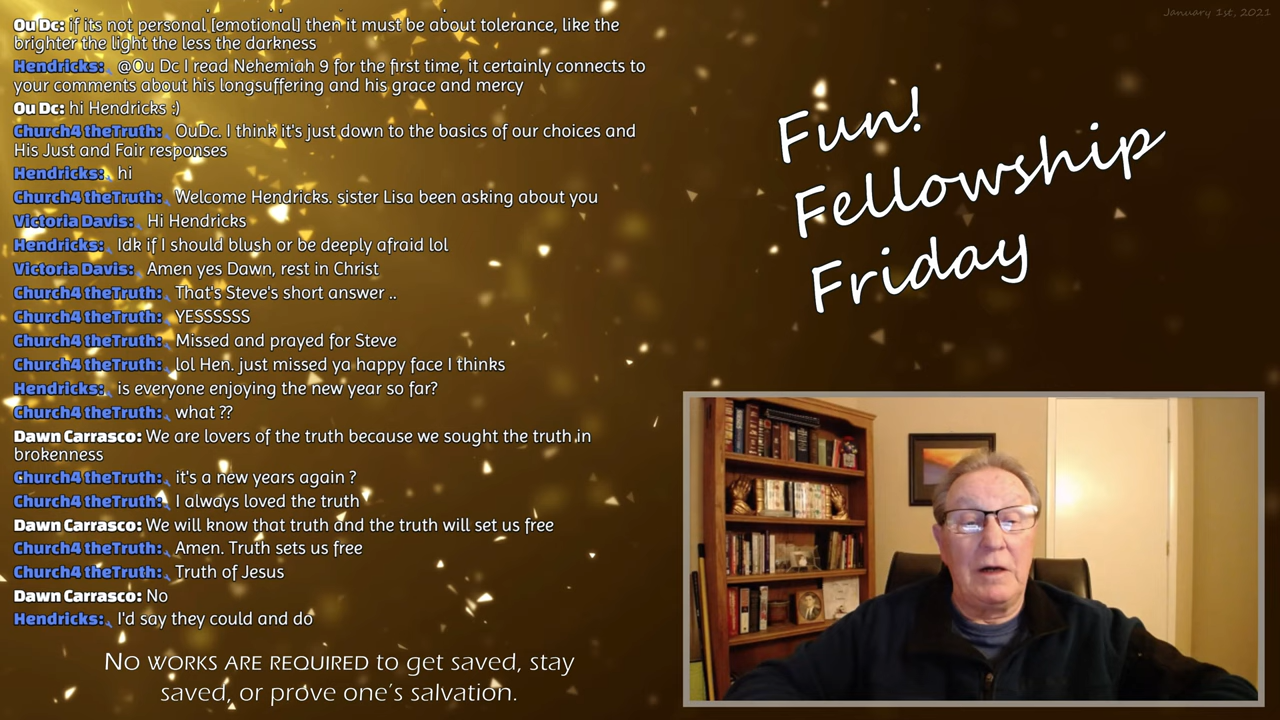 January 1st, 2021
Ou Dc: if its not personal [emotional] then it must be about tolerance, like the
brighter the light the less the darkness
Hendricks: @Ou Dc I read Nehemiah 9 for the first time, it certainly connects to
your comments about his longsuffering and his grace and mercy
Ou Dc: hi Hendricks :)
Church4 theTruth: OuDc. I think it's just down to the basics of our choices and
His Just and Fair responses
Hendricks: hi
Church4 theTruth: Welcome Hendricks. sister Lisa been asking about you
Victoria Davis: Hi Hendricks
Hendricks: Idk if I should blush or be deeply afraid lol
Victoria Davis: Amen yes Dawn, rest in Christ
Church4 theTruth: That's Steve's short answer ..
Church4 theTruth: YESSSSSS
Church4 theTruth: Missed and prayed for Steve
Church4 theTruth: lol Hen. just missed ya happy face I thinks
Hendricks: is everyone enjoying the new year so far?
Church4 theTruth: what ??
Dawn Carrasco: We are lovers of the truth because we sought the truth in
brokenness
Church4 theTruth: it's a new years again ?
Church4 theTruth: I always loved the truth
Dawn Carrasco: We will know that truth and the truth will set us free
Church4 theTruth: Amen. Truth sets us free
Church4 theTruth: Truth of Jesus
Dawn Carrasco: No
Hendricks: I'd say they could and do
No works are required to get saved, stay
saved, or prove one's salvation.
Fun!
Fellowship
Friday